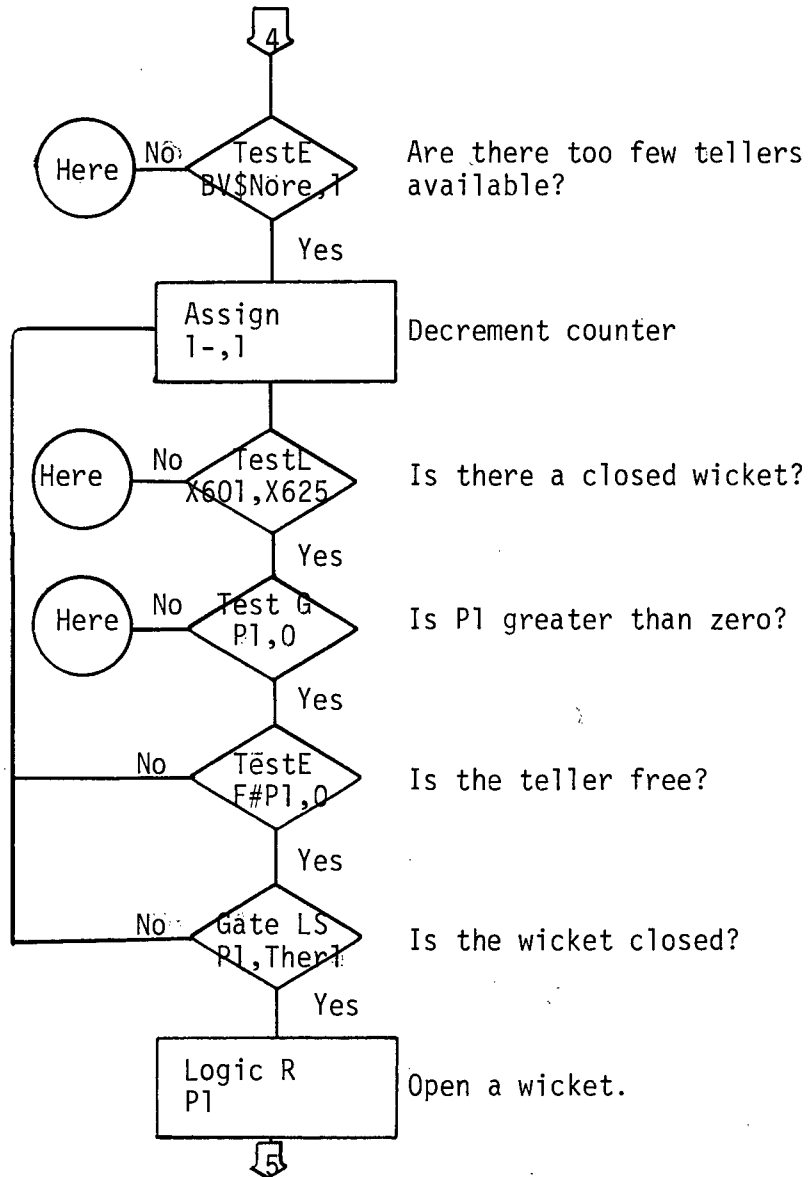 4
Here
No
TestE
BV$Nore,1
Are there too few tellers
available?
Yes
Assign
1-,1
Decrement counter
Here
No
TestL
X601,X625
Is there a closed wicket?
Yes
Here
No
Test G
P1,0
Is P1 greater than zero?
Yes
No
TestE
F#P1,0
Is the teller free?
Yes
No
Gate LS
P1,Ther1
Is the wicket closed?
Yes
Logic R
P1
Open a wicket.
5